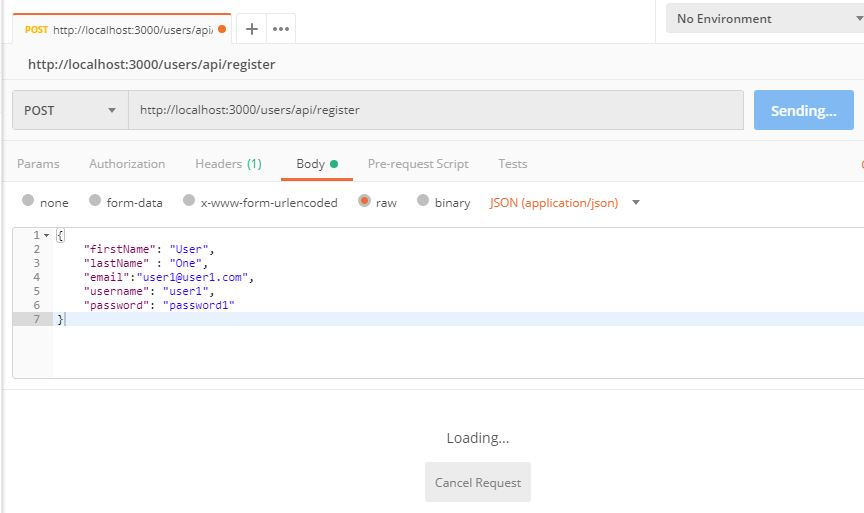 POST http://localhost:3000/users/api/
No Environment
http://localhost:3000/users/api/register
POST http://localhost:3000/users/api/register Sending...
Params Authorization Headers (1) Body Pre-request Script Tests
none form-data x-www-form-urlencoded raw binary JSON (application/json)
1 {
2 "firstName": "User",
3 "lastName" : "One",
4 "email":"user1@user1.com",
5 "username": "user1",
6 "password": "password1"
7 }
Loading...
Cancel Request